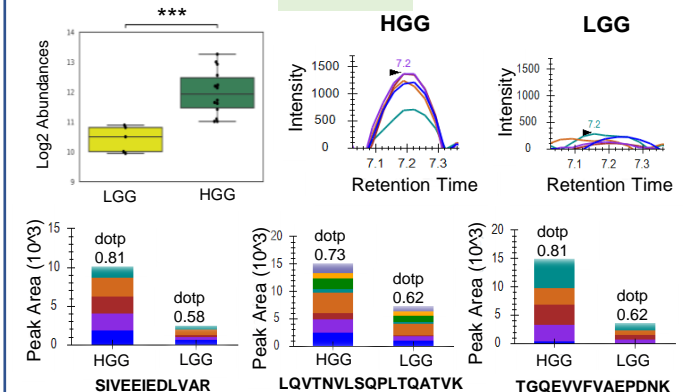 ***
14
13
12
11
10
9
Log2 Abundances
LGG HGG
HGG
1500
1000
500
0
Intensity
7.2
7.1 7.2 7.3
Retention Time
LGG
1500
1000
500
0
Intensity
7.2
7.1 7.2 7.3
Retention Time
Peak Area (10^3)
15
10
5
0
dotp
0.81
dotp
0.58
HGG LGG
SIVEEIEDLVAR
Peak Area (10^3)
20
15
10
5
0
dotp
0.73
dotp
0.62
HGG LGG
LQVTNVLSQPLTQATVK
Peak Area (10^3)
20
15
10
5
0
dotp
0.81
dotp
0.62
HGG LGG
TGQEVVFVAEPDNK